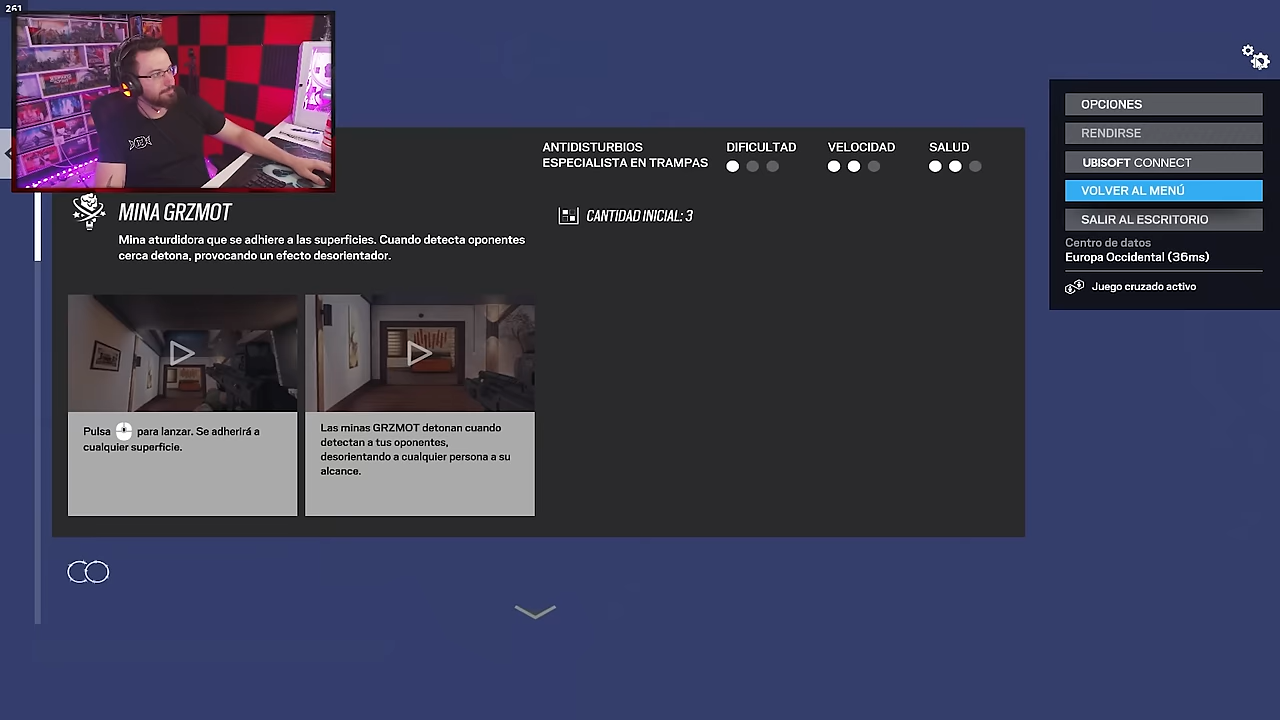 261
OPCIONES
RENDIRSE
UBISOFT CONNECT
VOLVER AL MENÚ
SALIR AL ESCRITORIO
Centro de datos
Europa Occidental (36ms)
Juego cruzado activo
ANTIDISTURBIOS
ESPECIALISTA EN TRAMPAS
DIFICULTAD
VELOCIDAD
SALUD
MINA GRZMOT
Mina aturdidora que se adhiere a las superficies. Cuando detecta oponentes
cerca detona, provocando un efecto desorientador.
CANTIDAD INICIAL: 3
Pulsa para lanzar. Se adherirá a
cualquier superficie.
Las minas GRZMOT detonan cuando
detectan a tus oponentes,
desorientando a cualquier persona a su
alcance.